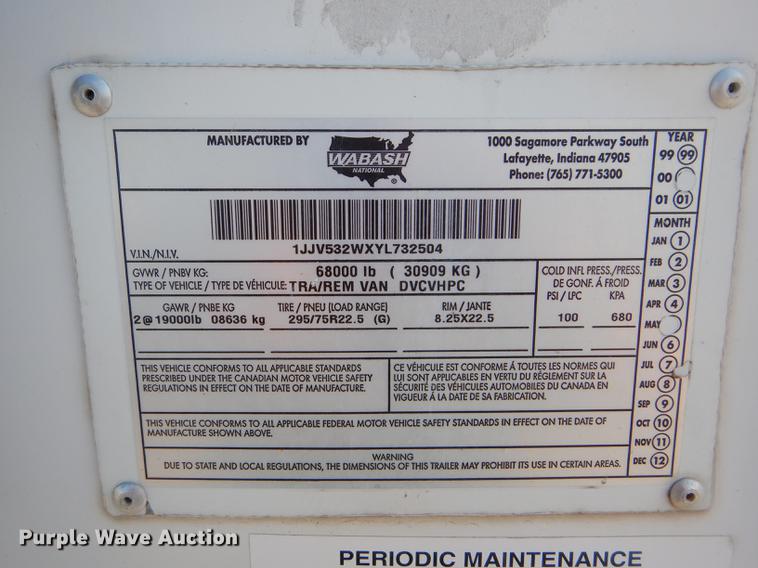 MANUFACTURED BY
WABASH
NATIONAL
®
1000 Sagamore Parkway South
Lafayette, Indiana 47905
Phone: (765) 771-5300
YEAR
99 99
00
01 01
MONTH
JAN 1
FEB 2
MAR 3
APR 4
MAY
JUN 6
JUL 7
AUG 8
SEP 9
OCT 10
NOV 11
DEC 12
V.I.N./N.I.V. 1JJV532WXYL732504
GVWR / PNBV KG: 68000 lb ( 30909 KG )
TYPE OF VEHICLE / TYPE DE VÉHICULE: TRA/REM VAN DVCVHPC
COLD INFL PRESS./PRESS.
DE GONF. À FROID
PSI / LPC KPA
100 680
GAWR / PNBE KG TIRE / PNEU (LOAD RANGE) RIM / JANTE
2@19000lb 08636 kg 295/75R22.5 (G) 8.25X22.5
THIS VEHICLE CONFORMS TO ALL APPLICABLE STANDARDS
PRESCRIBED UNDER THE CANADIAN MOTOR VEHICLE SAFETY
REGULATIONS IN EFFECT ON THE DATE OF MANUFACTURE.
CE VÉHICULE EST CONFORME À TOUTES LES NORMES QUI
LUI SONT APPLICABLES EN VERTU DU RÉGLEMENT SUR LA
SÉCURITÉ DES VÉHICULES AUTOMOBILES DU CANADA EN
VIGUEUR À LA DATE DE SA FABRICATION.
THIS VEHICLE CONFORMS TO ALL APPLICABLE FEDERAL MOTOR VEHICLE SAFETY STANDARDS IN EFFECT ON THE DATE OF
MANUFACTURE SHOWN ABOVE.
WARNING
DUE TO STATE AND LOCAL REGULATIONS, THE DIMENSIONS OF THIS TRAILER MAY PROHIBIT ITS USE IN CERTAIN AREAS.
Purple Wave Auction
PERIODIC MAINTENANCE